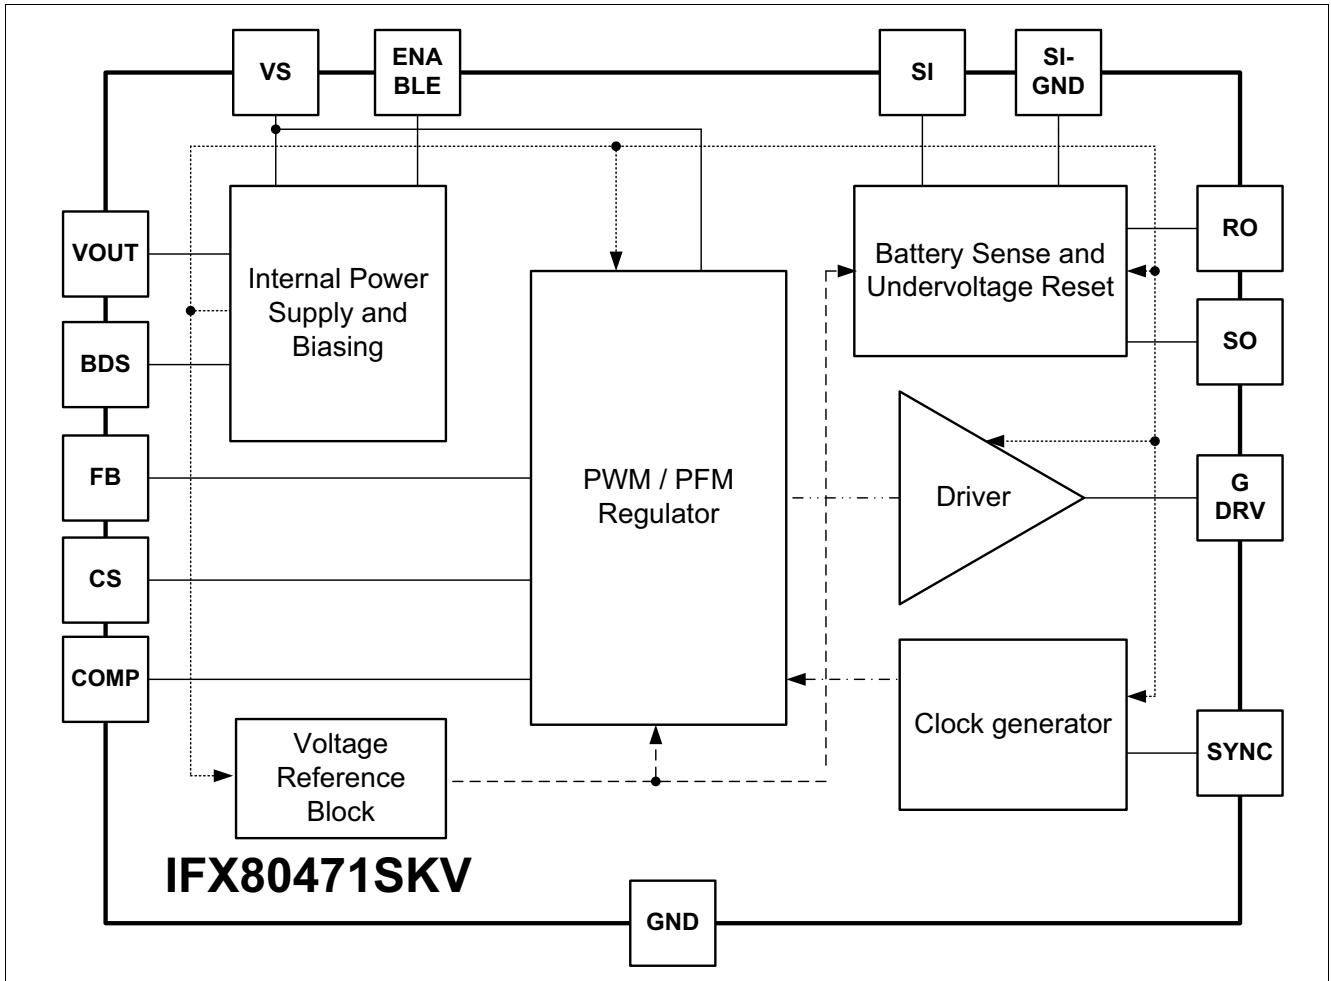 VS
ENA
BLE
SI
SI-
GND
VOUT
BDS
FB
CS
COMP
Internal Power
Supply and
Biasing
PWM / PFM
Regulator
Battery Sense and
Undervoltage Reset
RO
SO
Driver
G
DRV
Clock generator
SYNC
Voltage
Reference
Block
IFX80471SKV
GND